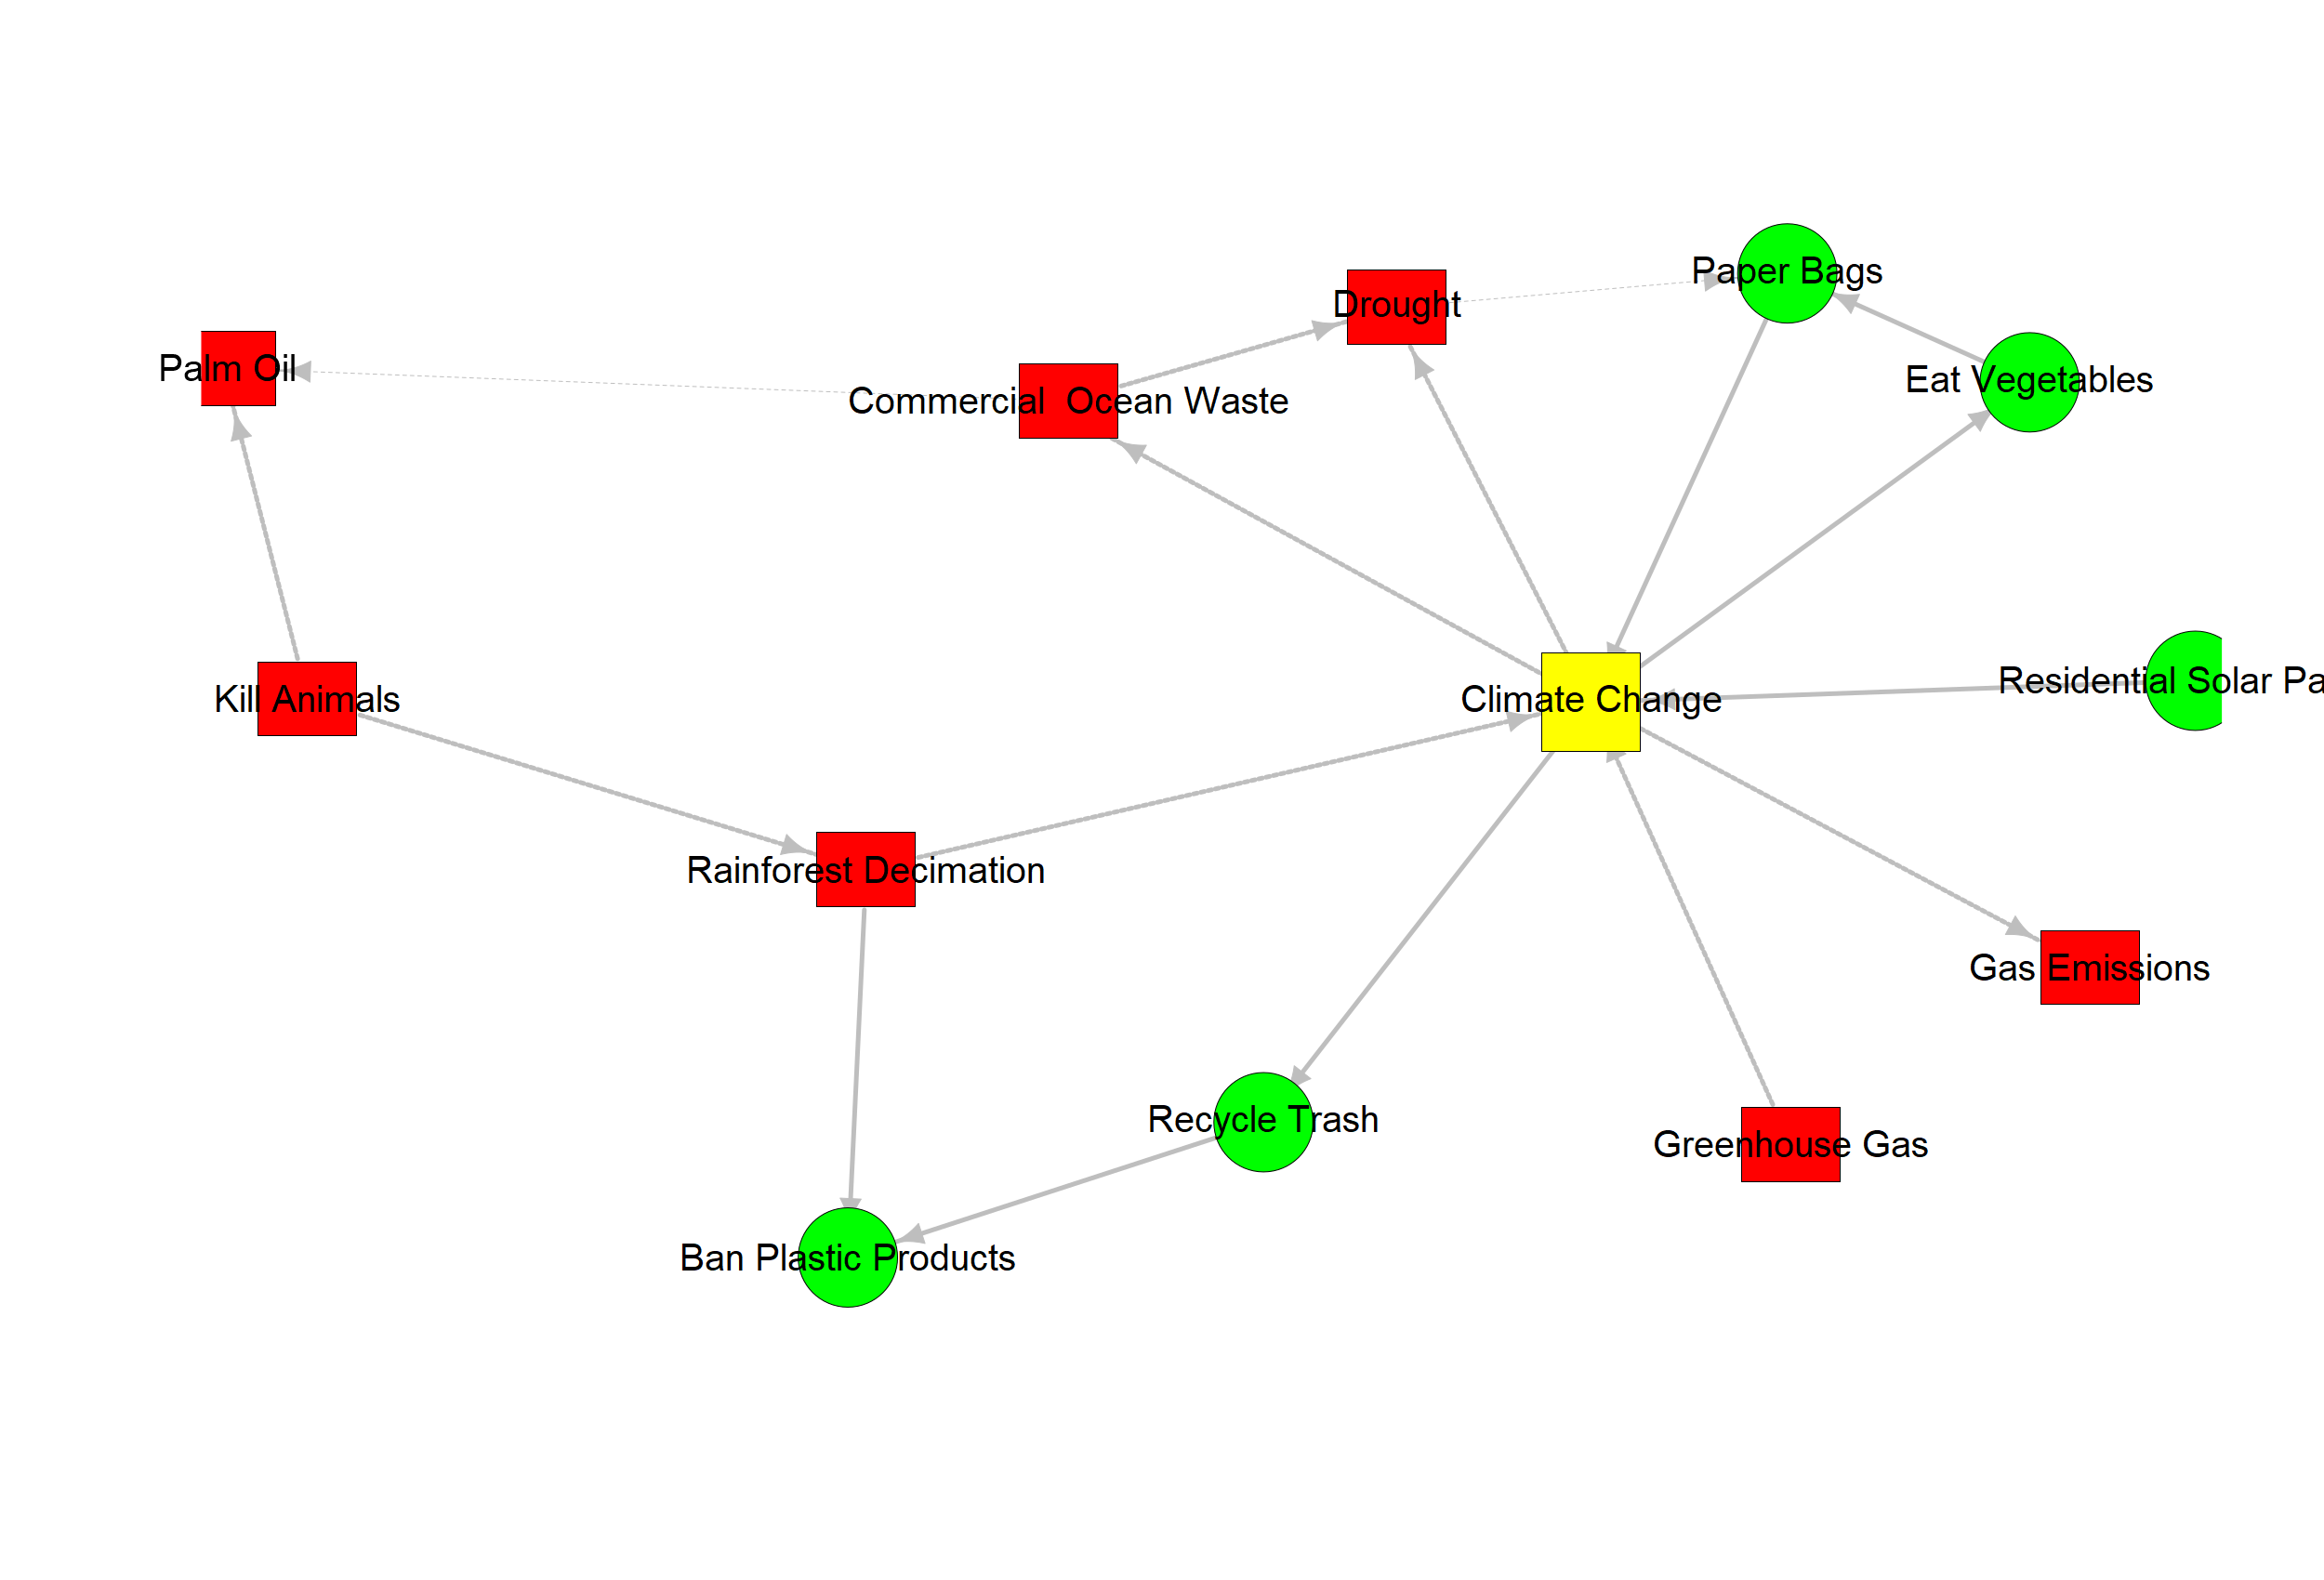 Paper Bags
Drought
Palm Oil
Eat Vegetables
Commercial  Ocean Waste
Residential Solar Pa
Kill Animals
Climate Change
Rainforest Decimation
Gas Emissions
Recycle Trash
Greenhouse Gas
Ban Plastic Products